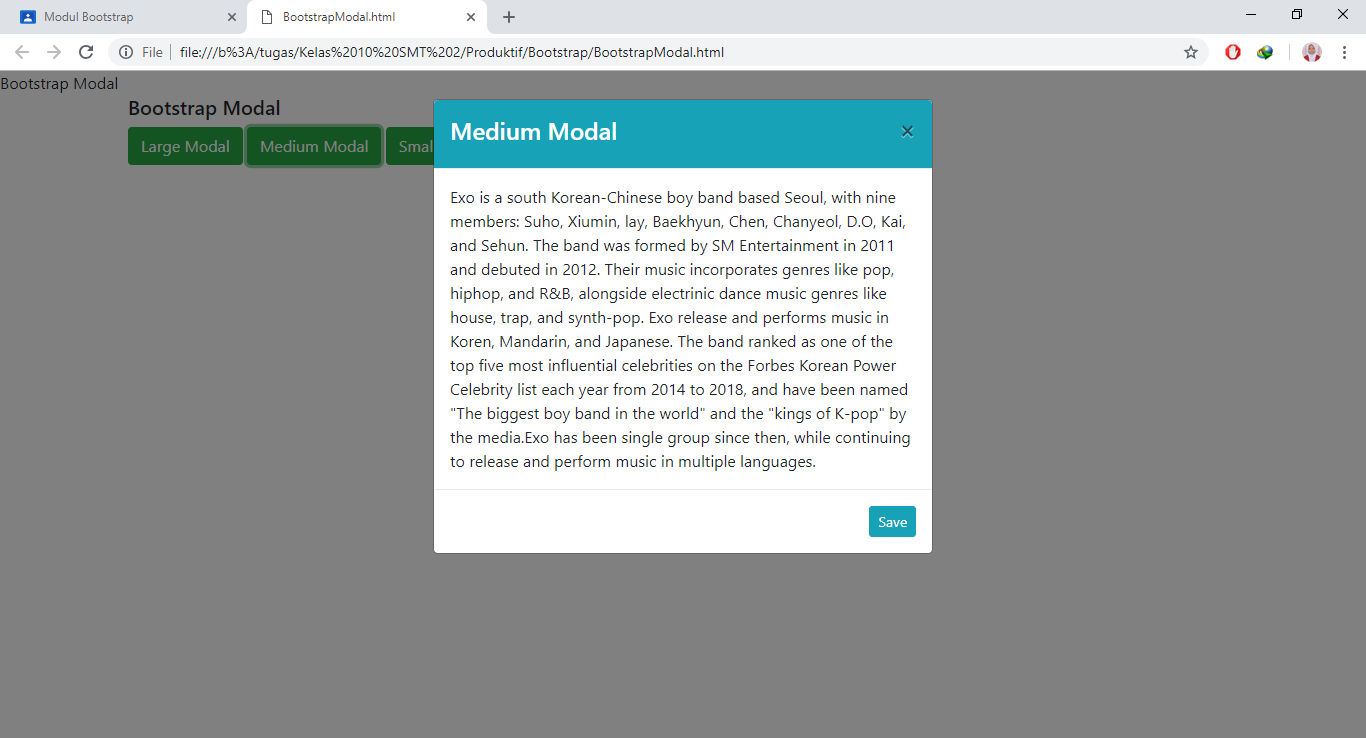 Modul Bootstrap
BootstrapModal.html
File
file:///b%3A/tugas/Kelas%2010%20SMT%202/Produktif/Bootstrap/BootstrapModal.html
Bootstrap Modal
Bootstrap Modal
Large Modal
Medium Modal
Smal
Medium Modal
×
Exo is a south Korean-Chinese boy band based Seoul, with nine
members: Suho, Xiumin, lay, Baekhyun, Chen, Chanyeol, D.O, Kai,
and Sehun. The band was formed by SM Entertainment in 2011
and debuted in 2012. Their music incorporates genres like pop,
hiphop, and R&B, alongside electrinic dance music genres like
house, trap, and synth-pop. Exo release and performs music in
Koren, Mandarin, and Japanese. The band ranked as one of the
top five most influential celebrities on the Forbes Korean Power
Celebrity list each year from 2014 to 2018, and have been named
"The biggest boy band in the world" and the "kings of K-pop" by
the media.Exo has been single group since then, while continuing
to release and perform music in multiple languages.
Save